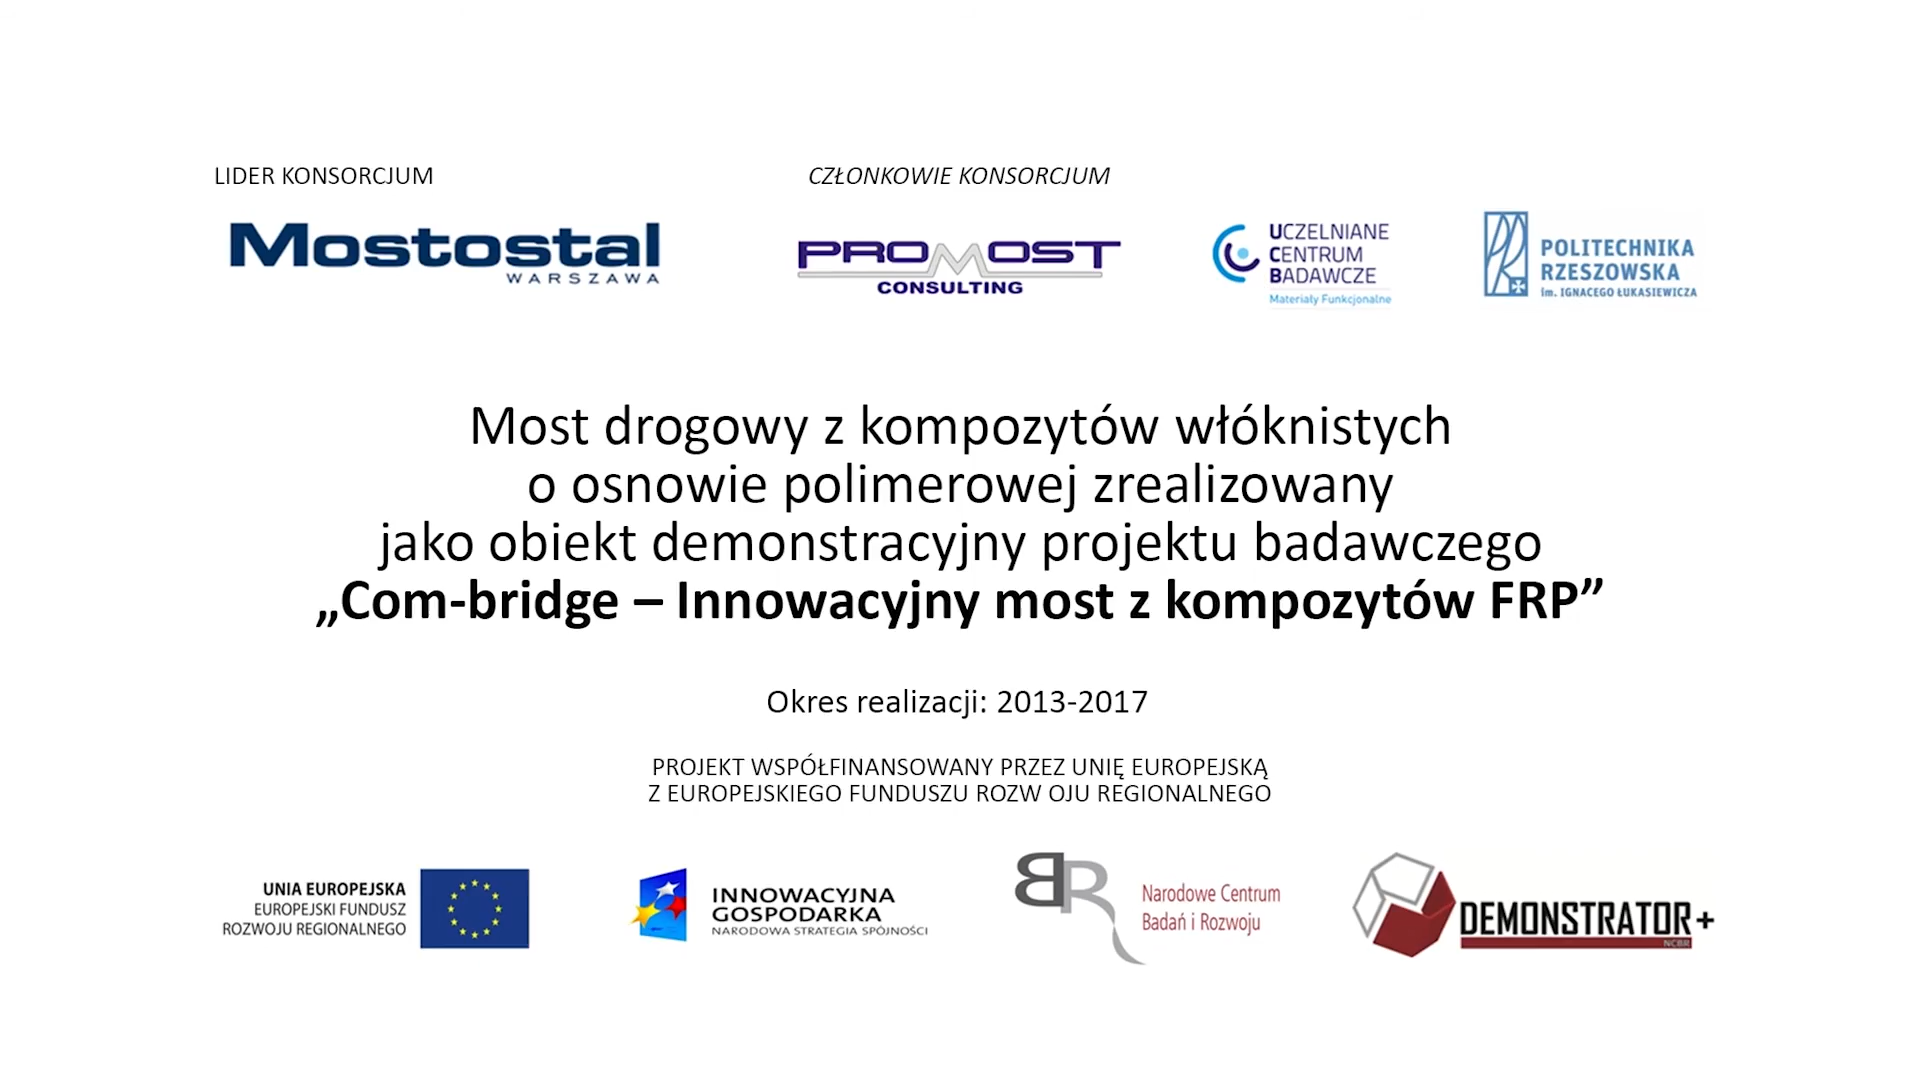 LIDER KONSORCJUM
CZŁONKOWIE KONSORCJUM
Mostostal
WARSZAWA
PROMOST
CONSULTING
UCZELNIANE
CENTRUM
BADAWCZE
Materiały Funkcjonalne
POLITECHNIKA
RZESZOWSKA
im. IGNACEGO ŁUKASIEWICZA
Most drogowy z kompozytów włóknistych
o osnowie polimerowej zrealizowany
jako obiekt demonstracyjny projektu badawczego
„Com-bridge – Innowacyjny most z kompozytów FRP”
Okres realizacji: 2013-2017
PROJEKT WSPÓŁFINANSOWANY PRZEZ UNIĘ EUROPEJSKĄ
Z EUROPEJSKIEGO FUNDUSZU ROZW OJU REGIONALNEGO
UNIA EUROPEJSKA
EUROPEJSKI FUNDUSZ
ROZWOJU REGIONALNEGO
INNOWACYJNA
GOSPODARKA
NARODOWA STRATEGIA SPÓJNOŚCI
BR
Narodowe Centrum
Badań i Rozwoju
DEMONSTRATOR+
NCBR